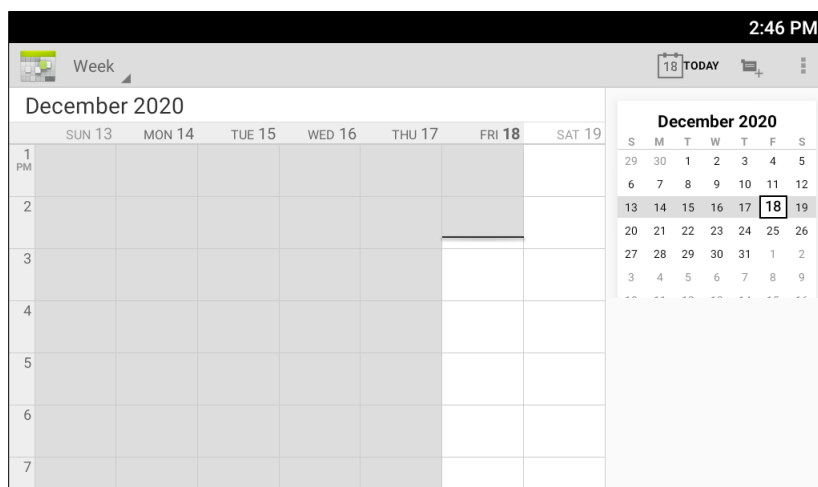 2:46 PM
Week
18 TODAY
December 2020
SUN 13 MON 14 TUE 15 WED 16 THU 17 FRI 18 SAT 19
1
PM
2
3
4
5
6
7
December 2020
S M T W T F S
29 30 1 2 3 4 5
6 7 8 9 10 11 12
13 14 15 16 17 18 19
20 21 22 23 24 25 26
27 28 29 30 31 1 2
3 4 5 6 7 8 9